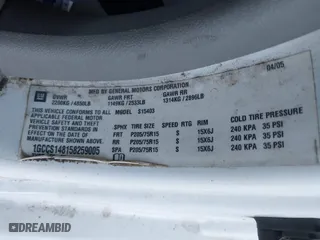 04/05
MFD BY GENERAL MOTORS CORPORATION
GM
GVWR GAWR FRT GAWR RR
2200KG / 4850LB 1149KG / 2533LB 1314KG / 2896LB
THIS VEHICLE CONFORMS TO ALL
APPLICABLE FEDERAL MOTOR
VEHICLE SAFETY AND THEFT
PREVENTION STANDARDS IN EFFECT
ON THE DATE OF MANUFACTURE
SHOWN ABOVE.
1GCCS148158259005
MODEL:
COLD TIRE PRESSURE
TIRE SIZE SPEED RTG RIM
FRT P205/75R15 S 15X6J 240 KPA 35 PSI
RR P205/75R15 S 15X6J 240 KPA 35 PSI
SPA P205/75R15 S 15X6J 240 KPA 35 PSI
AUTOBIDMASTER